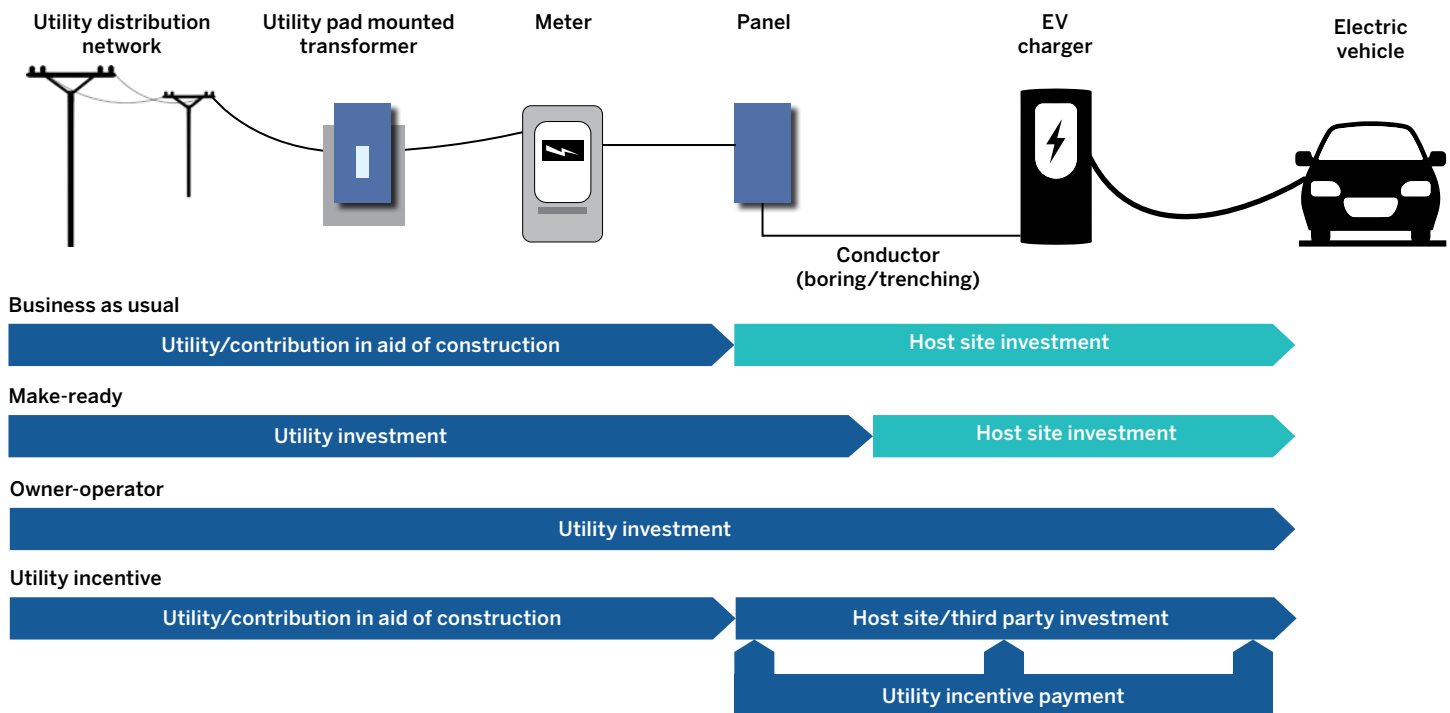 Utility distribution
network
Utility pad mounted
transformer
Meter
Panel
EV
charger
Electric
vehicle
Conductor
(boring/trenching)
Business as usual
Utility/contribution in aid of construction
Host site investment
Make-ready
Utility investment
Host site investment
Owner-operator
Utility investment
Utility incentive
Utility/contribution in aid of construction
Host site/third party investment
Utility incentive payment